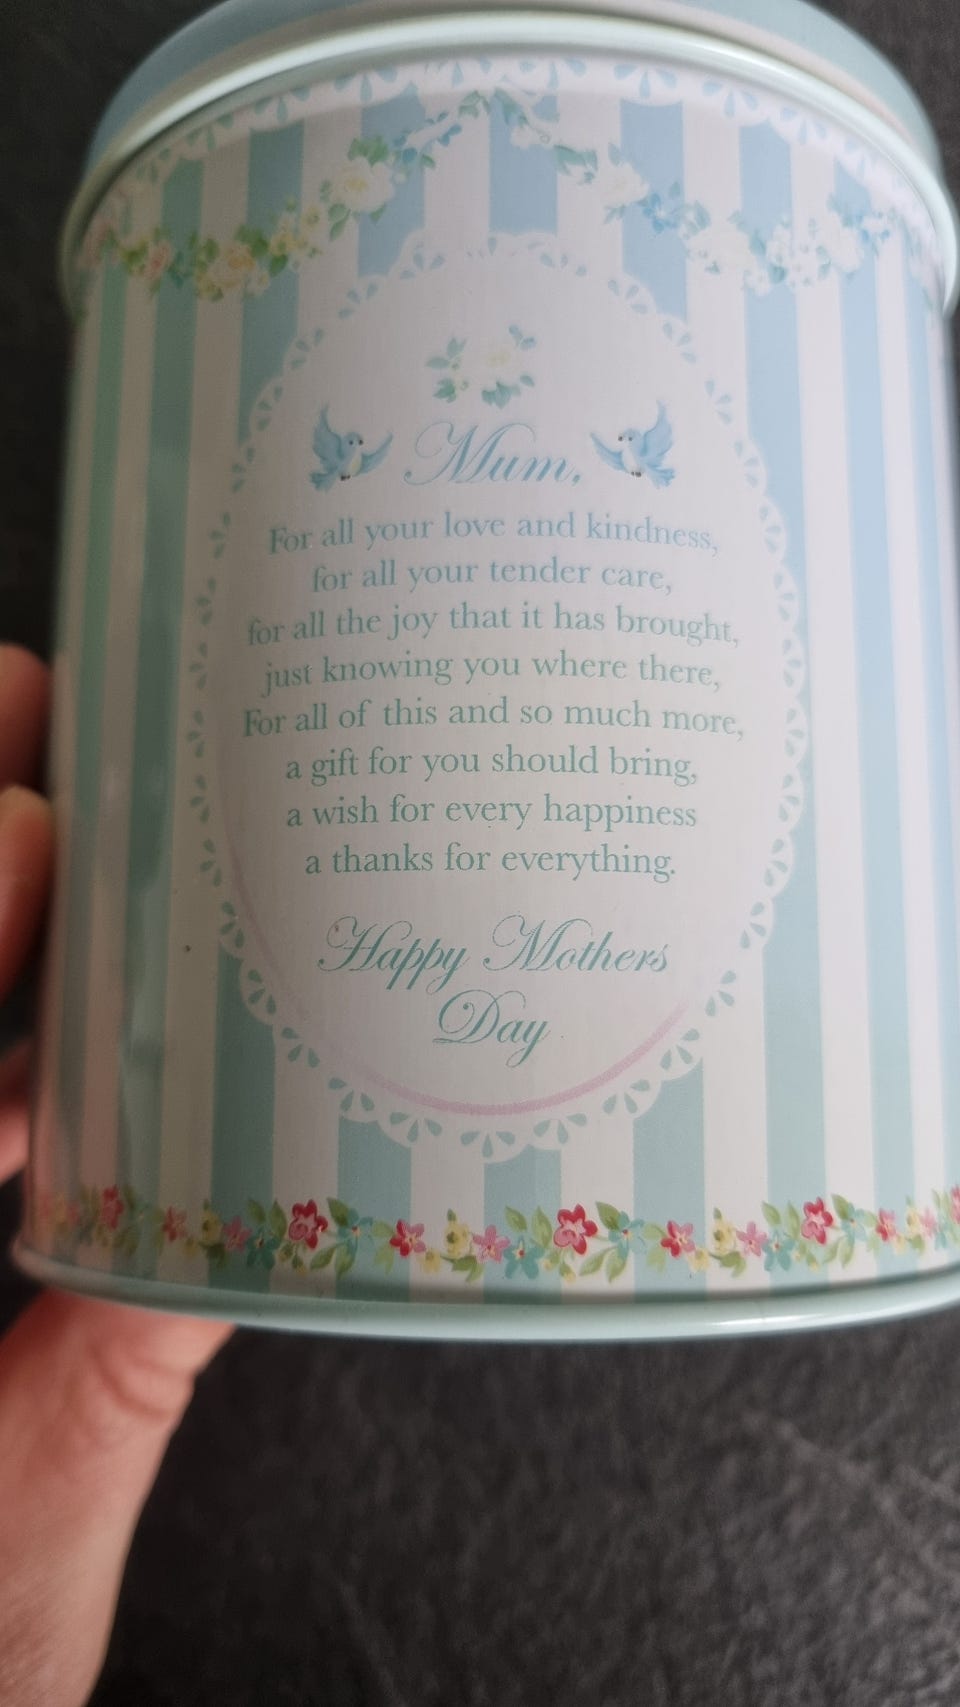 Mum,
For all your love and kindness,
for all your tender care,
for all the joy that it has brought,
just knowing you where there,
For all of this and so much more,
a gift for you should bring,
a wish for every happiness
a thanks for everything.
Happy Mothers
Day